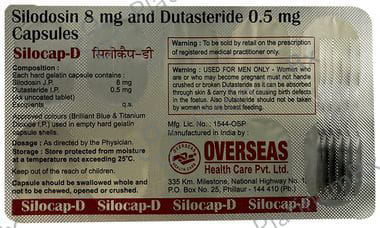 Silodosin 8 mg and Dutasteride 0.5 mg
Capsules
Silocap-D सिलोकैप-डी
Composition :
Each hard gelatin capsule contains :
Silodosin J.P. 8 mg
Dutasteride I.P. 0.5 mg
(As uncoated tablet)
Excipients q.s.
Approved colours (Brilliant Blue & Titanium
Dioxide I.P.) used in empty hard gelatin
capsule shells.
Dosage : As directed by the Physician.
Storage : Store protected from moisture
at a temperature not exceeding 25°C.
Keep out of the reach of children.
Capsule should be swallowed whole and
not to be chewed, opened or crushed.
Warning : To be sold by retail on the prescription
of registered medical practitioner only.
Warning : USED FOR MEN ONLY - Women who
are or who may become pregnant must not handle
crushed or broken Dutasteride as it can be absorbed
through skin & carry the risk of causing birth defects
in the foetus. Also Dutasteride should not be taken
by women who are breast feeding.
Mfg. Lic. No.: 1544-OSP
Manufactured in India by :
OVERSEAS
OVERSEAS
Health Care Pvt. Ltd.
335 Km. Milestone, National Highway No. 1,
P.O. Box No. 25, Phillaur - 144 410 (Pb.)
Silocap-D Silocap-D Silocap-D Silocap-D Silocap-D